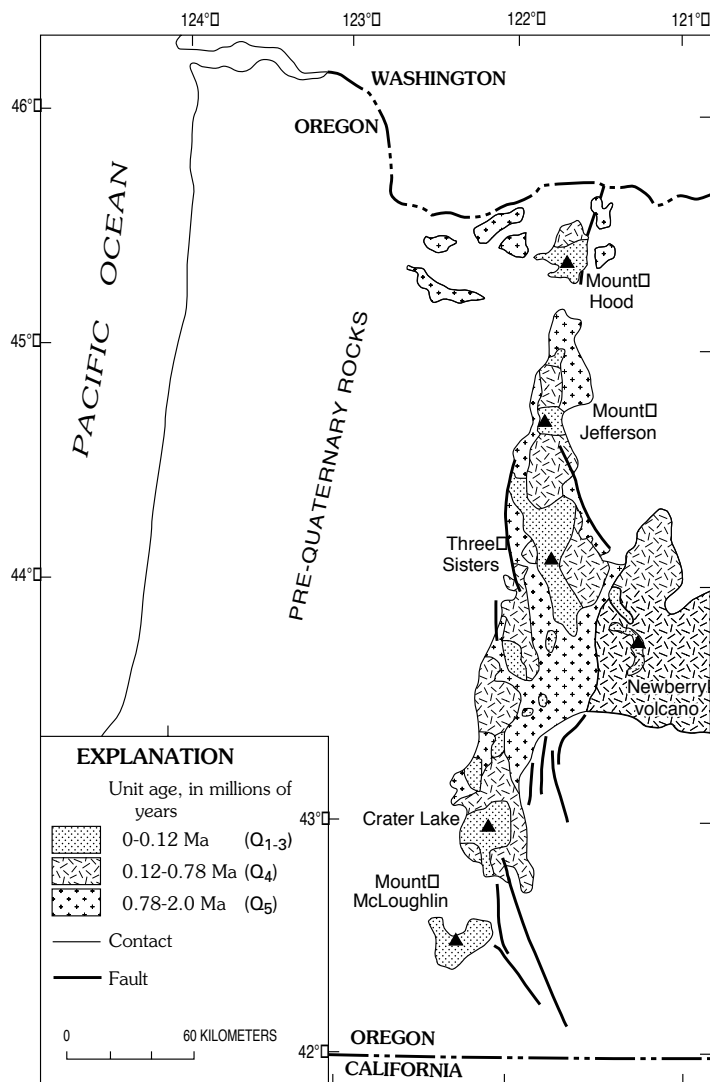 124°
123°
122°
121°
46°
WASHINGTON
OREGON
PACIFIC OCEAN
PRE-QUATERNARY ROCKS
Mount
Hood
45°
Mount
Jefferson
Three
Sisters
44°
Newberry
volcano
EXPLANATION
Unit age, in millions of
years
0-0.12 Ma (Q1-3)
0.12-0.78 Ma (Q4)
0.78-2.0 Ma (Q5)
Contact
Fault
0 60 KILOMETERS
43°
Crater Lake
Mount
McLoughlin
42°
OREGON
CALIFORNIA